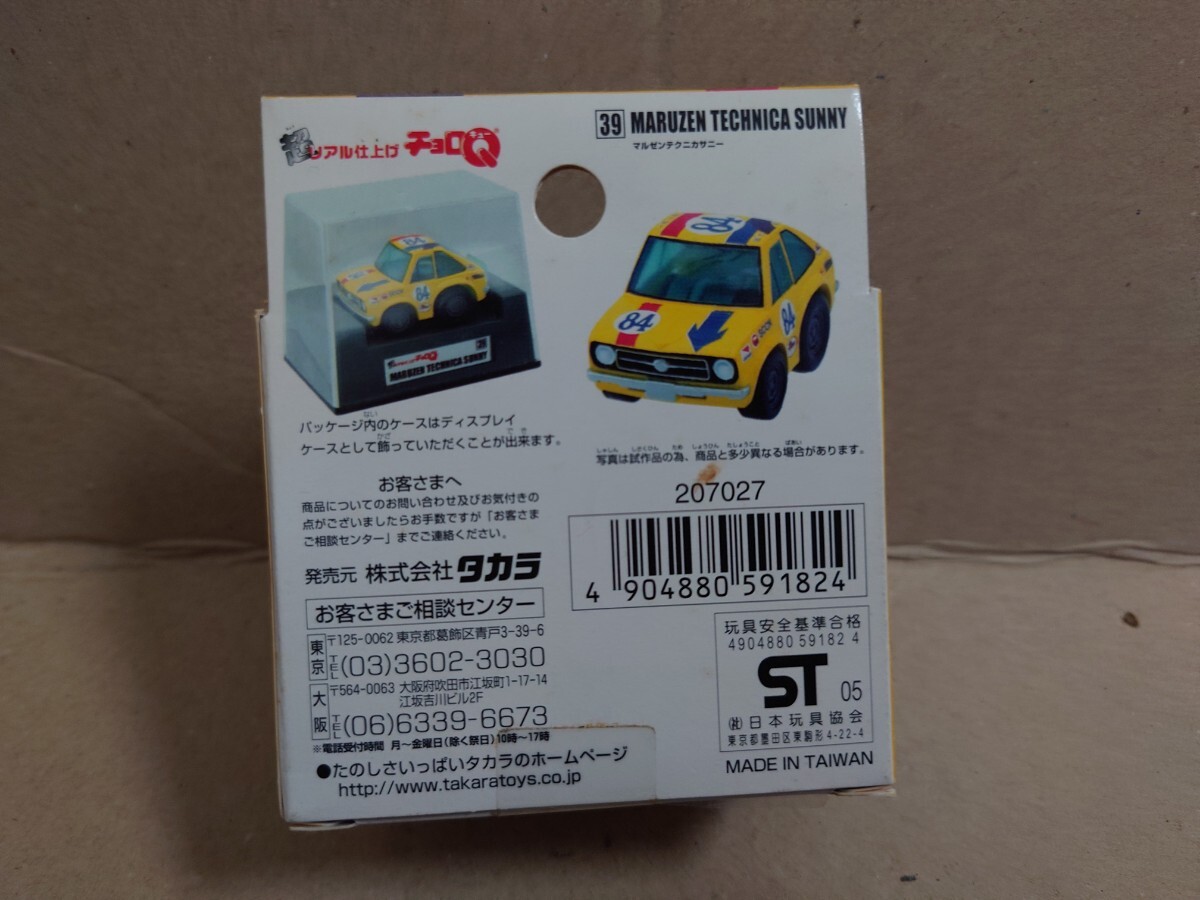 超リアル仕上げ チョロQ
キュー
39 MARUZEN TECHNICA SUNNY
マルゼンテクニカサニー
84
84
84
84
84
39
MARUZEN TECHNICA SUNNY
パッケージ内のケースはディスプレイ
ケースとして飾っていただくことが出来ます。
写真は試作品の為、商品と多少異なる場合があります。
お客さまへ
商品についてのお問い合わせ及びお気付きの
点がございましたらお手数ですが「お客さま
ご相談センター」までご連絡ください。
発売元 株式会社 タカラ
お客さまご相談センター
東京 〒125-0062 東京都葛飾区青戸3-39-6
TEL (03)3602-3030
大阪 〒564-0063 大阪府吹田市江坂町1-17-14
江坂吉川ビル2F
TEL (06)6339-6673
※電話受付時間 月〜金曜日(除く祭日)10時〜17時
●たのしさいっぱいタカラのホームページ
http://www.takaratoys.co.jp
207027
4 904880 591824
玩具安全基準合格
4904880 59182 4
ST 05
(社)日本玩具協会
東京都墨田区東駒形4-22-4
MADE IN TAIWAN